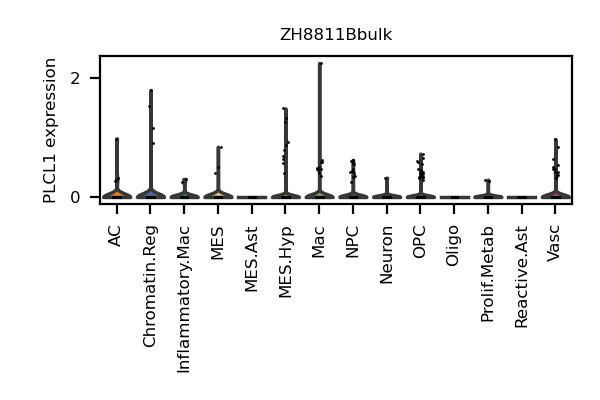 ZH8811Bbulk
PLCL1 expression
2
0
AC
Chromatin.Reg
Inflammatory.Mac
MES
MES.Ast
MES.Hyp
Mac
NPC
Neuron
OPC
Oligo
Prolif.Metab
Reactive.Ast
Vasc